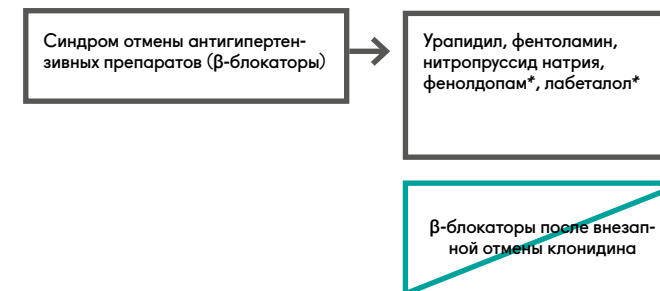 Синдром отмены антигипертен-
зивных препаратов (β-блокаторы)
Урапидил, фентоламин,
нитропруссид натрия,
фенолдопам*, лабеталол*
β-блокаторы после внезап-
ной отмены клонидина